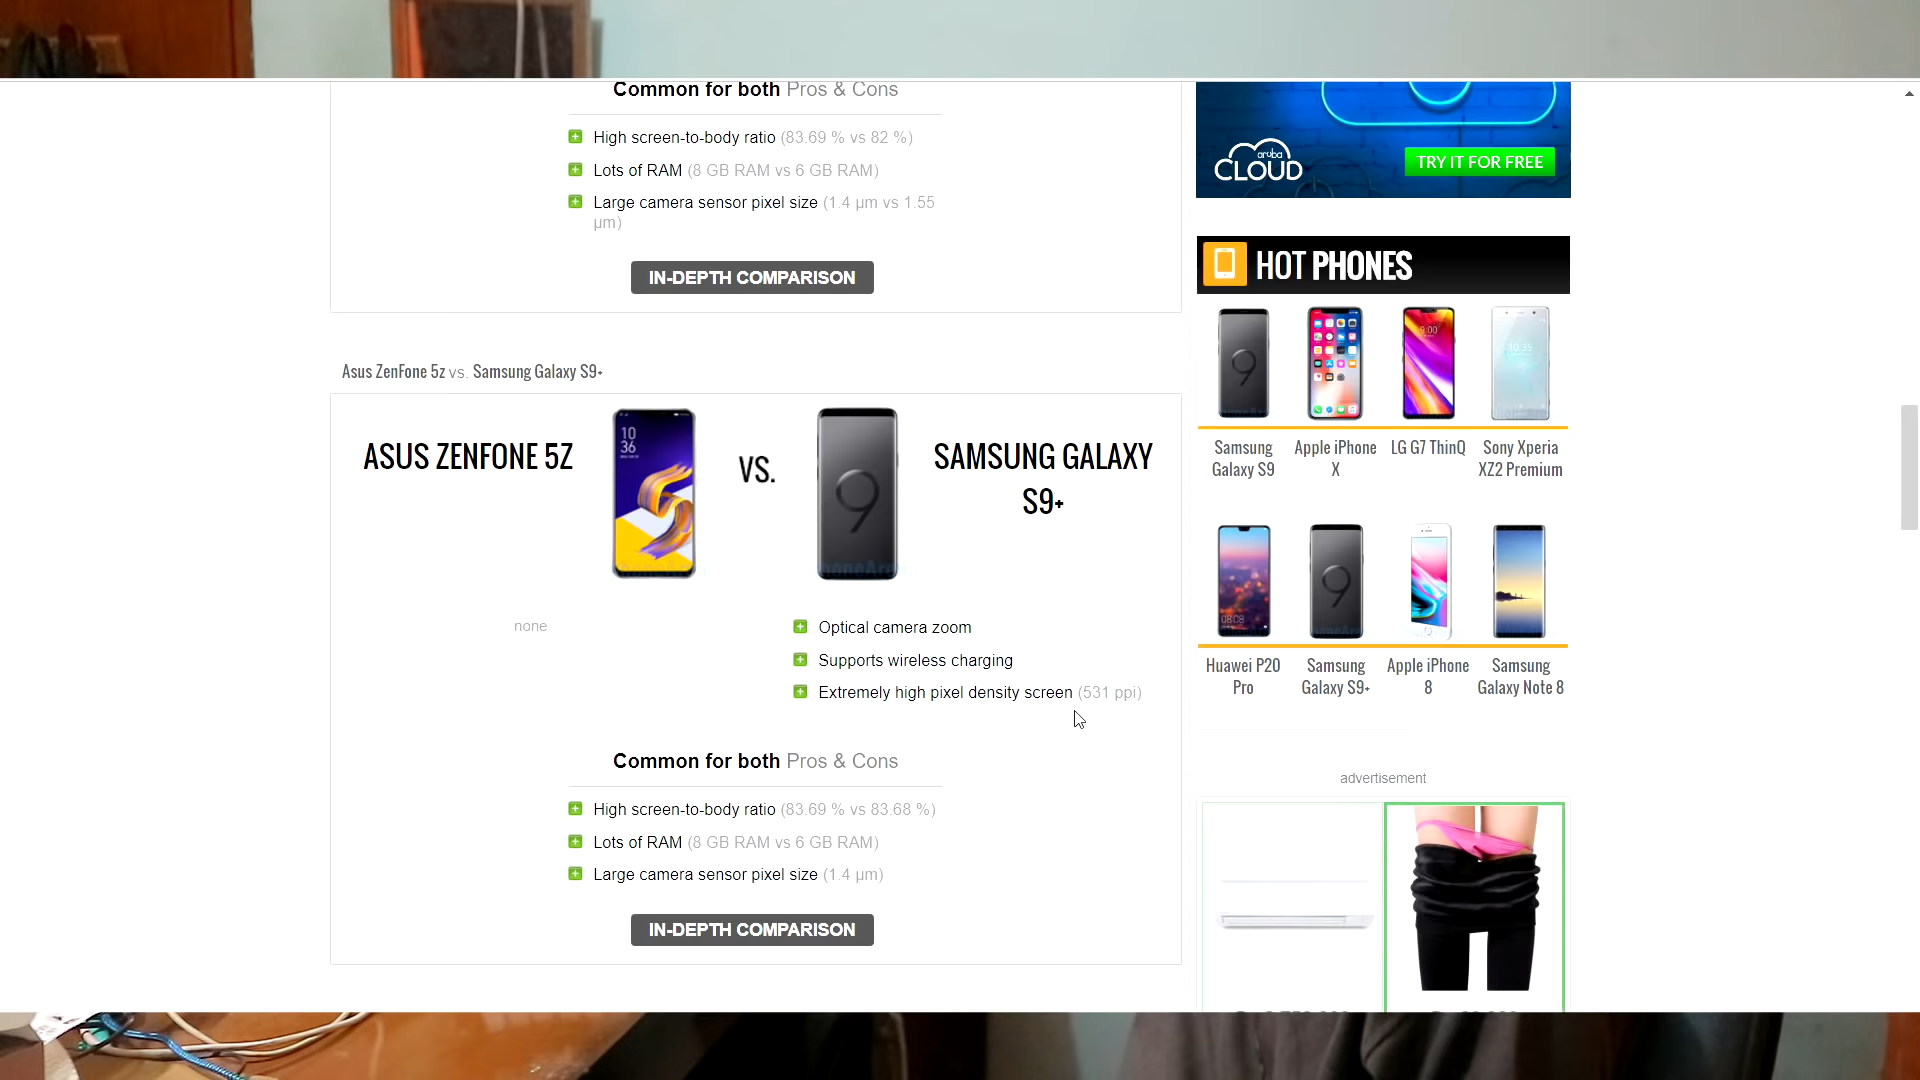 Common for both Pros & Cons
High screen-to-body ratio (83.69 % vs 82 %)
Lots of RAM (8 GB RAM vs 6 GB RAM)
Large camera sensor pixel size (1.4 µm vs 1.55
µm)
IN-DEPTH COMPARISON
Asus ZenFone 5z vs. Samsung Galaxy S9+
ASUS ZENFONE 5Z
10
36
VS.
SAMSUNG GALAXY
S9+
none
Optical camera zoom
Supports wireless charging
Extremely high pixel density screen (531 ppi)
Common for both Pros & Cons
High screen-to-body ratio (83.69 % vs 83.68 %)
Lots of RAM (8 GB RAM vs 6 GB RAM)
Large camera sensor pixel size (1.4 µm)
IN-DEPTH COMPARISON
aruba
CLOUD
TRY IT FOR FREE
HOT PHONES
Samsung
Galaxy S9
Apple iPhone
X
LG G7 ThinQ
Sony Xperia
XZ2 Premium
Huawei P20
Pro
Samsung
Galaxy S9+
Apple iPhone
8
Samsung
Galaxy Note 8
advertisement